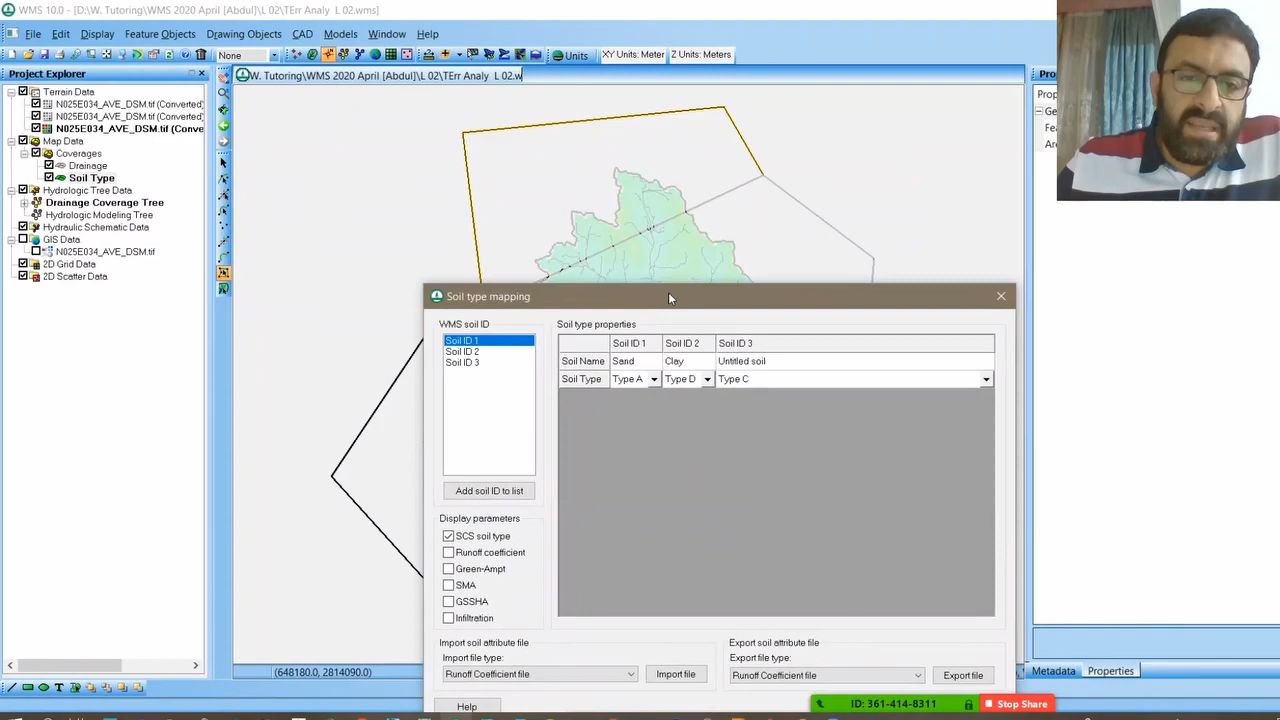 WMS 10.0 - [D:\W. Tutoring\WMS 2020 April [Abdul]\L 02\TErr Analy L 02.wms]
File Edit Display Feature Objects Drawing Objects CAD Models Window Help
None Units XY Units: Meter Z Units: Meters
Project Explorer
W. Tutoring\WMS 2020 April [Abdul]\L 02\TErr Analy L 02.w
Terrain Data
N025E034_AVE_DSM.tif (Converted)
N025E034_AVE_DSM.tif (Converted)
N025E034_AVE_DSM.tif (Conve
Map Data
Coverages
Drainage
Soil Type
Hydrologic Tree Data
Drainage Coverage Tree
Hydrologic Modeling Tree
Hydraulic Schematic Data
GIS Data
N025E034_AVE_DSM.tif
2D Grid Data
2D Scatter Data
Soil type mapping
WMS soil ID
Soil ID 1
Soil ID 2
Soil ID 3
Add soil ID to list
Display parameters
SCS soil type
Runoff coefficient
Green-Ampt
SMA
GSSHA
Infiltration
Soil type properties
Soil ID 1 Soil ID 2 Soil ID 3
Soil Name Sand Clay Untitled soil
Soil Type Type A Type D Type C
Import soil attribute file
Import file type:
Runoff Coefficient file Import file
Export soil attribute file
Export file type:
Runoff Coefficient file Export file
Help
(648180.0, 2814090.0)
Metadata Properties
ID: 361-414-8311 Stop Share